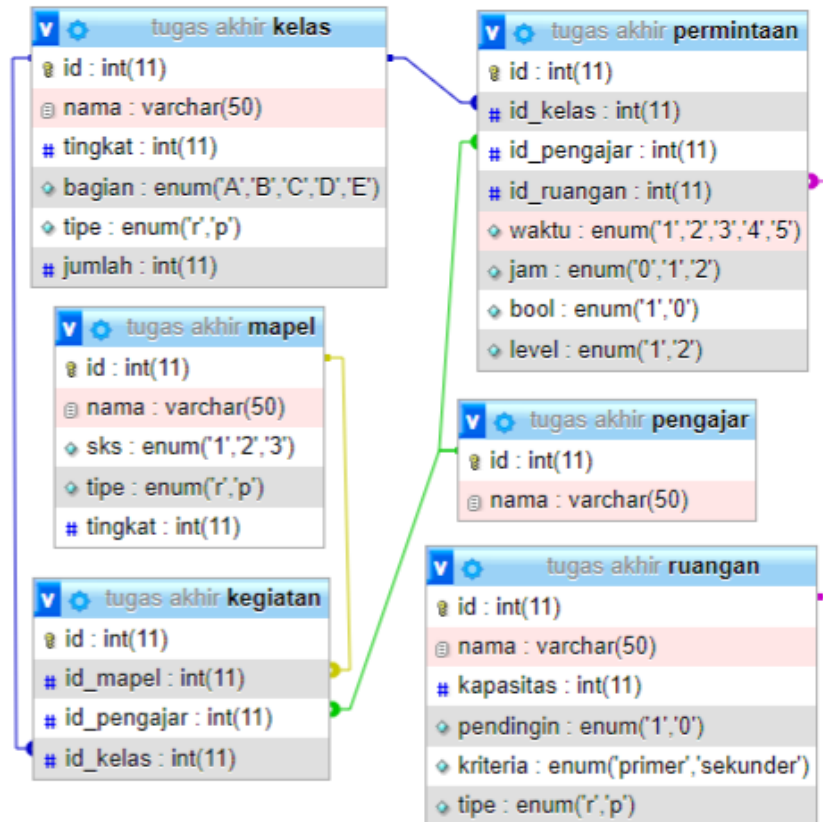 tugas akhir kelas
id : int(11)
nama : varchar(50)
tingkat : int(11)
bagian : enum('A','B','C','D','E')
tipe : enum('r','p')
jumlah : int(11)
tugas akhir permintaan
id : int(11)
id_kelas : int(11)
id_pengajar : int(11)
id_ruangan : int(11)
waktu : enum('1','2','3','4','5')
jam : enum('0','1','2')
bool : enum('1','0')
level : enum('1','2')
tugas akhir mapel
id : int(11)
nama : varchar(50)
sks : enum('1','2','3')
tipe : enum('r','p')
tingkat : int(11)
tugas akhir pengajar
id : int(11)
nama : varchar(50)
tugas akhir kegiatan
id : int(11)
id_mapel : int(11)
id_pengajar : int(11)
id_kelas : int(11)
tugas akhir ruangan
id : int(11)
nama : varchar(50)
kapasitas : int(11)
pendingin : enum('1','0')
kriteria : enum('primer','sekunder')
tipe : enum('r','p')